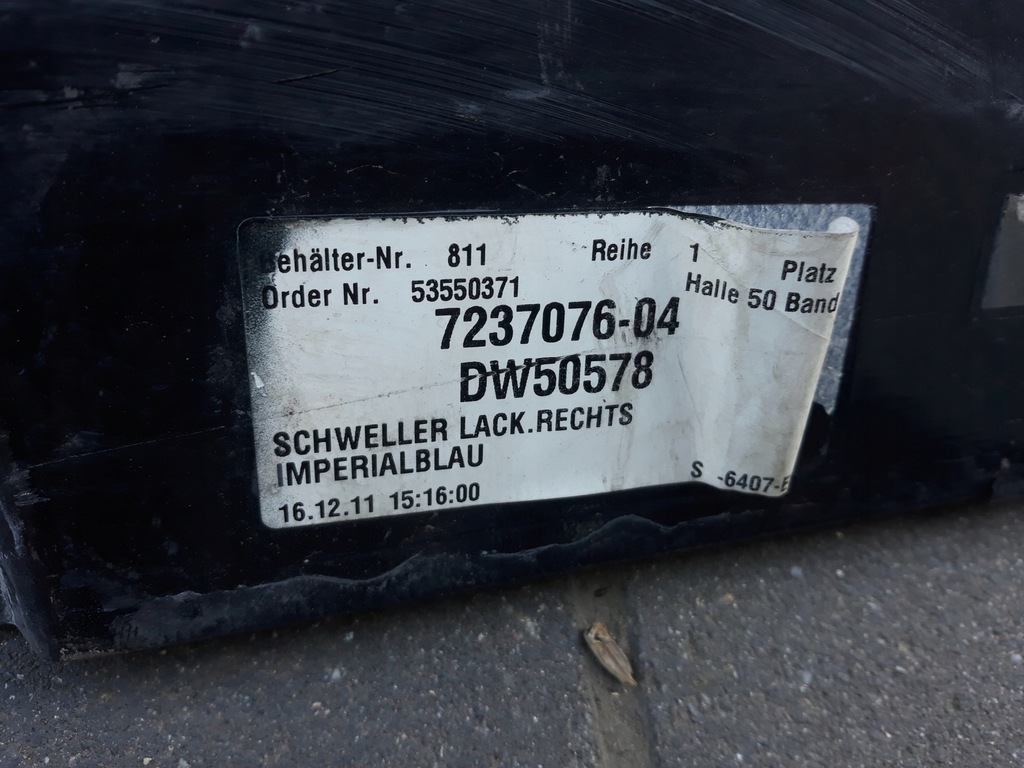 Behälter-Nr. 811 Reihe 1 Platz
Order Nr. 53550371 Halle 50 Band
7237076-04
DW50578
SCHWELLER LACK.RECHTS
IMPERIALBLAU
16.12.11 15:16:00 S -6407-